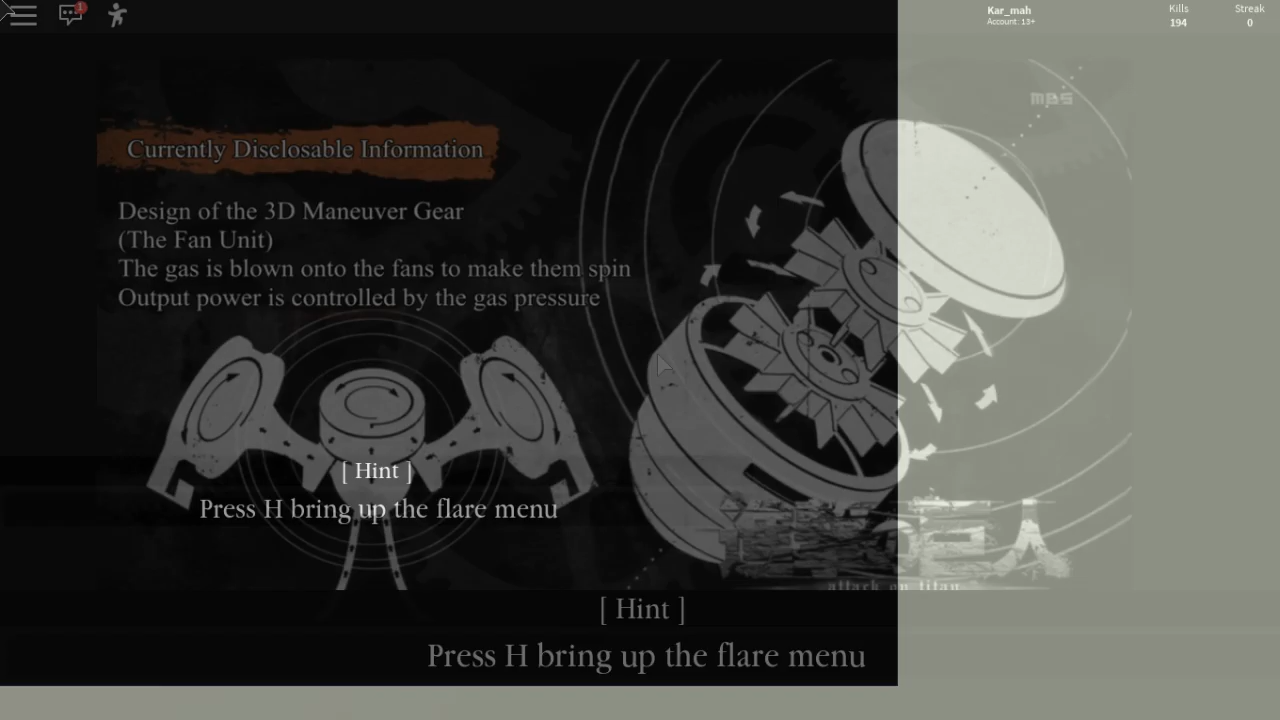 1
Kar_mah
Account: 13+
Kills
194
Streak
0
mBS
Currently Disclosable Information
Design of the 3D Maneuver Gear
(The Fan Unit)
The gas is blown onto the fans to make them spin
Output power is controlled by the gas pressure
[ Hint ]
Press H bring up the flare menu
attack on titan
[ Hint ]
Press H bring up the flare menu